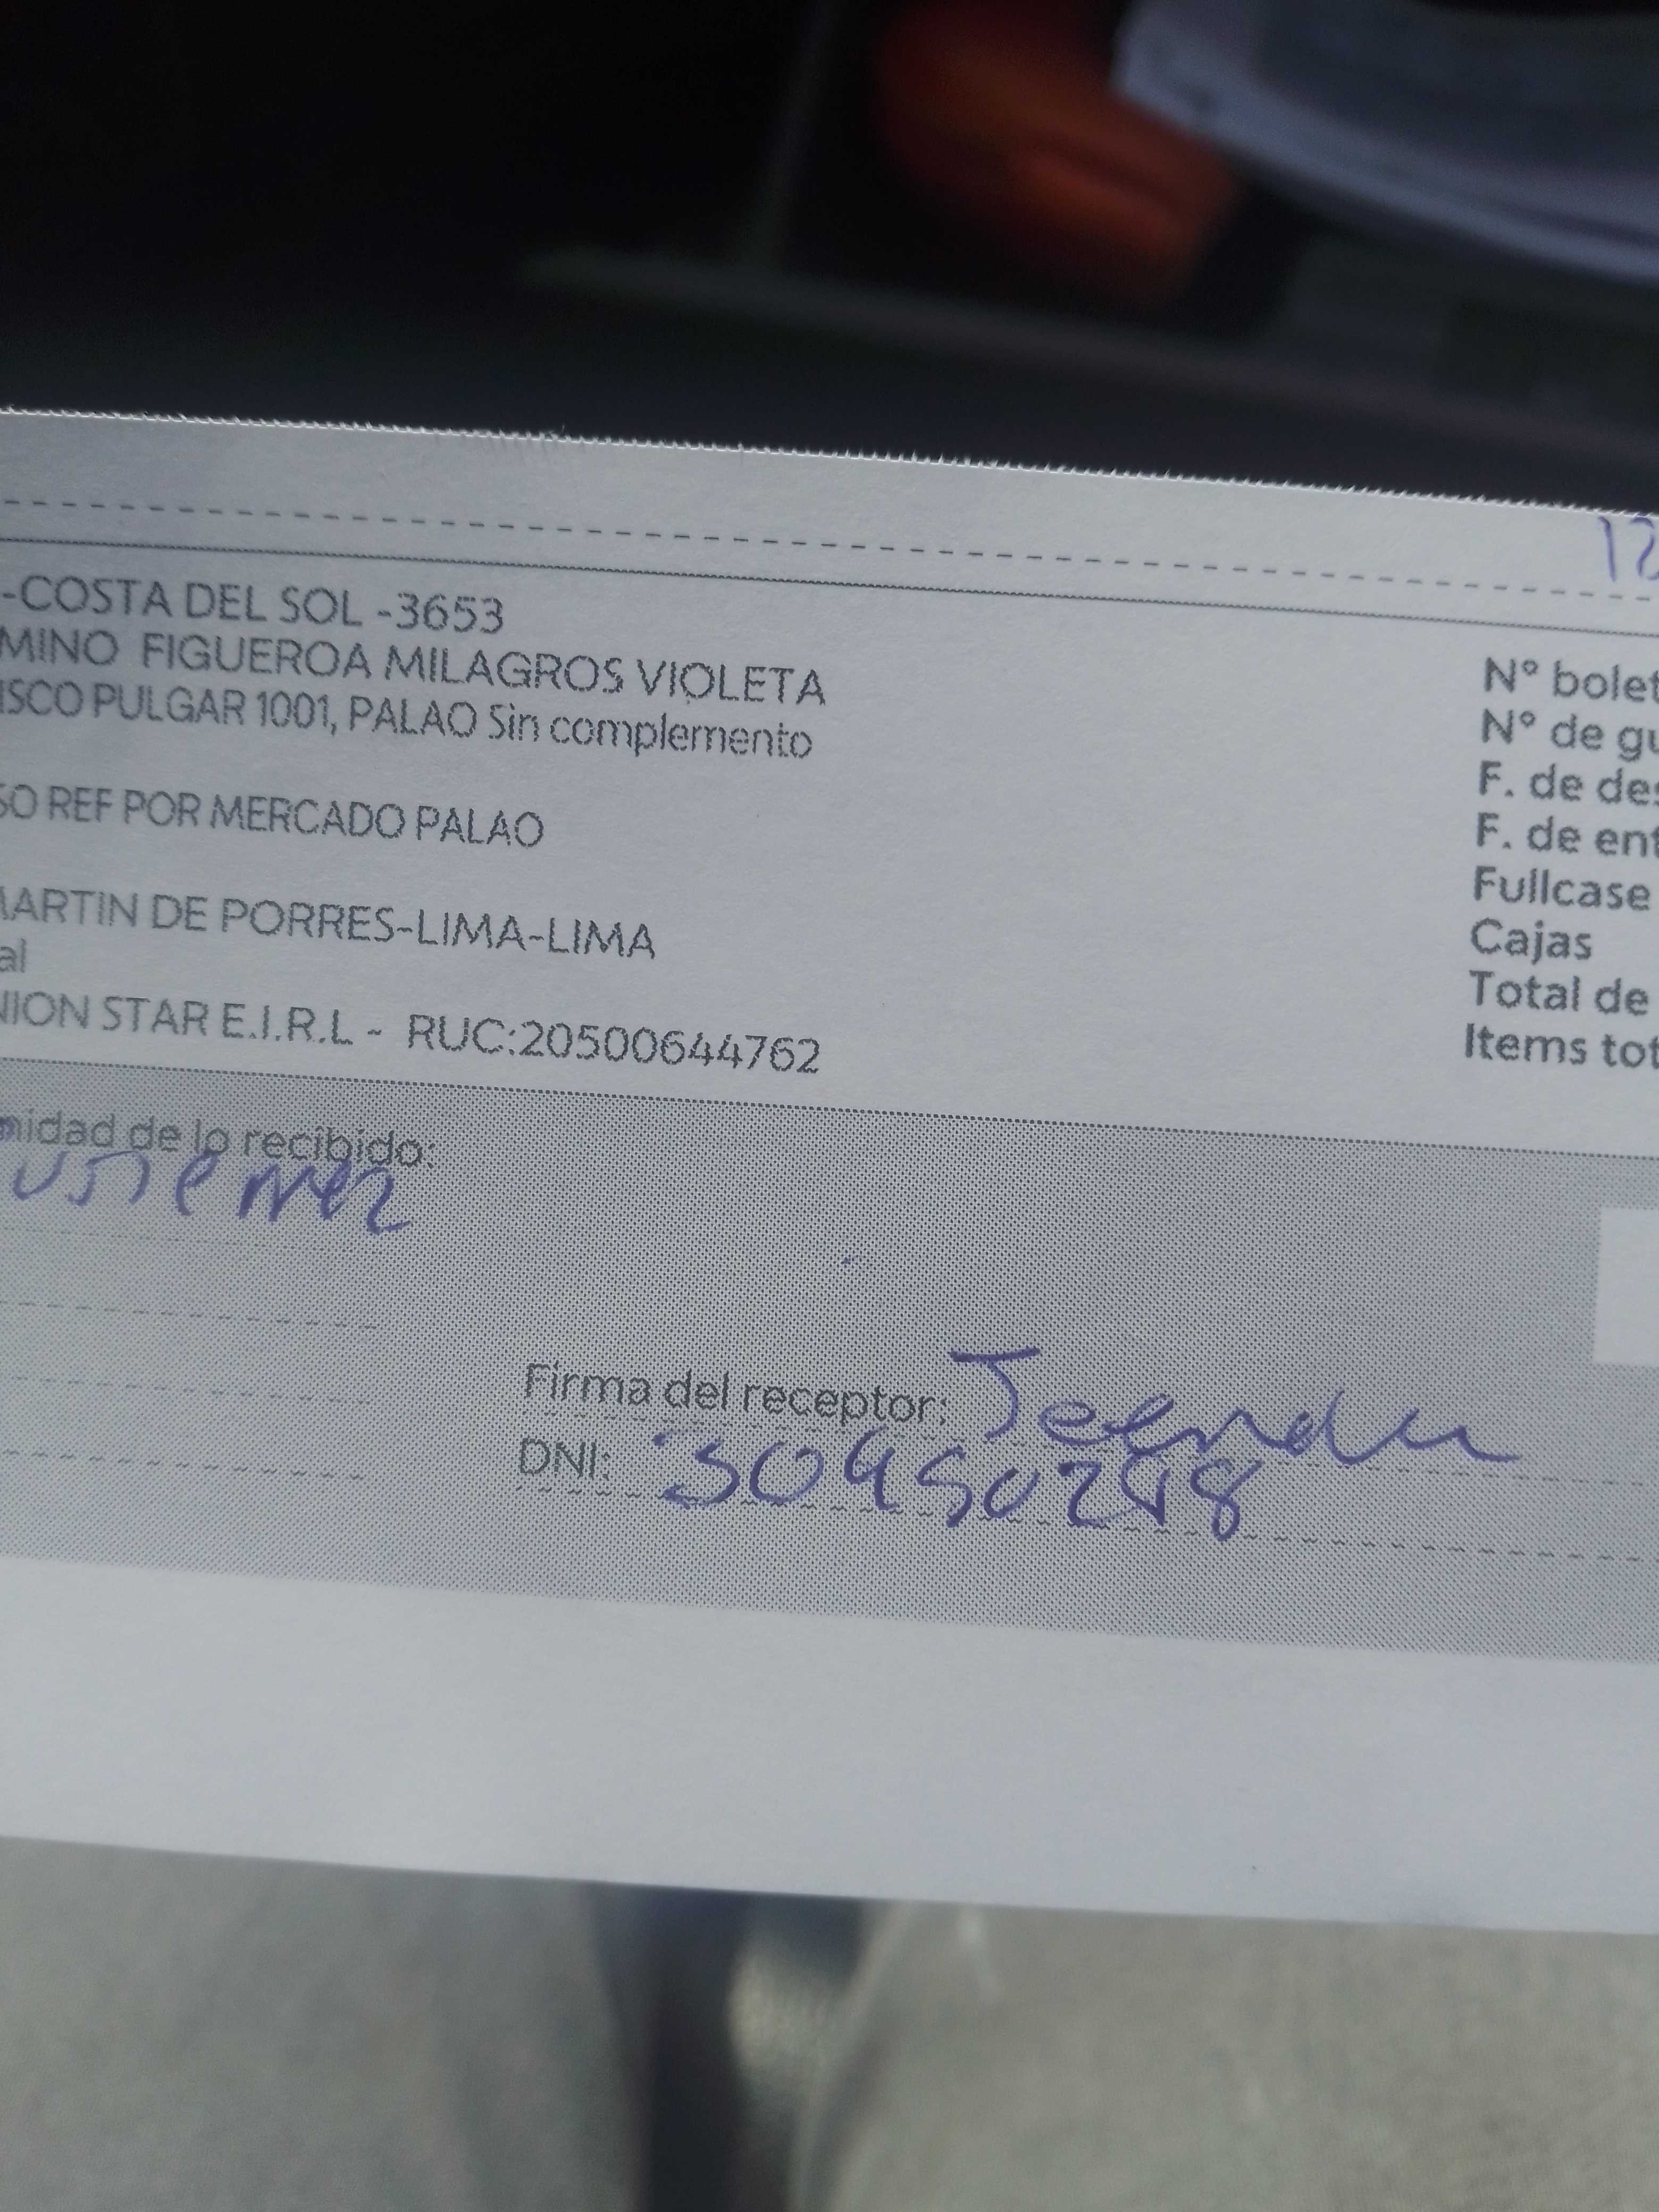 12
-COSTA DEL SOL -3653
MINO FIGUEROA MILAGROS VIOLETA
ISCO PULGAR 1001, PALAO Sin complemento
SO REF POR MERCADO PALAO
MARTIN DE PORRES-LIMA-LIMA
al
NION STAR E.I.R.L - RUC:20500644762
N° bolet
N° de gu
F. de des
F. de ent
Fullcase
Cajas
Total de
Items tot
midad de lo recibido:
Firma del receptor:
DNI: